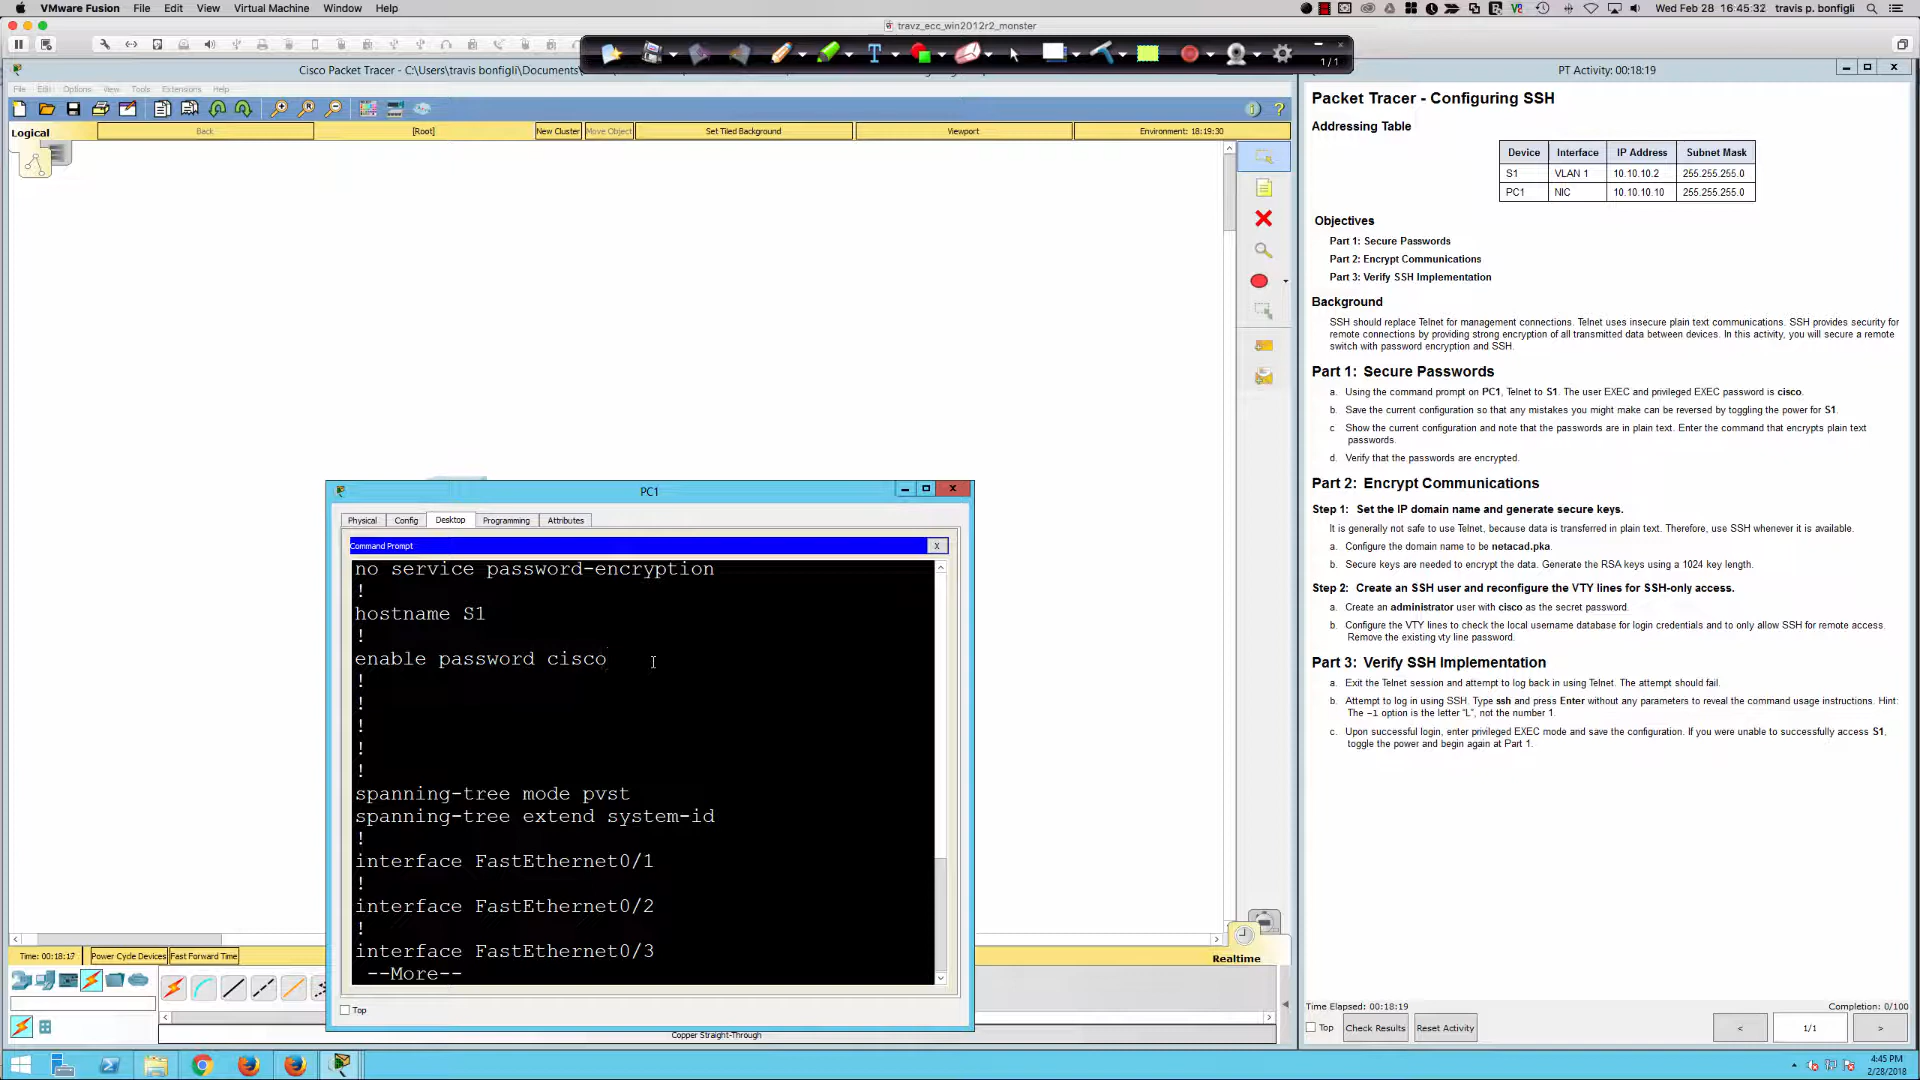 VMware Fusion File Edit View Virtual Machine Window Help
Wed Feb 28 16:45:32 travis p. bonfigli
travz_ecc_win2012r2_monster
1/1
Cisco Packet Tracer - C:\Users\travis bonfigli\Documents\
File Edit Options View Tools Extensions Help
Logical
Back
[Root]
New Cluster
Move Object
Set Tiled Background
Viewport
Environment: 18:19:30
PC1
Physical Config Desktop Programming Attributes
Command Prompt
X
no service password-encryption
!
hostname S1
!
enable password cisco
!
!
!
!
!
spanning-tree mode pvst
spanning-tree extend system-id
!
interface FastEthernet0/1
!
interface FastEthernet0/2
!
interface FastEthernet0/3
--More--
Top
Time: 00:18:17
Power Cycle Devices
Fast Forward Time
Realtime
Copper Straight-Through
PT Activity: 00:18:19
Packet Tracer - Configuring SSH
Addressing Table
Device Interface IP Address Subnet Mask
S1 VLAN 1 10.10.10.2 255.255.255.0
PC1 NIC 10.10.10.10 255.255.255.0
Objectives
Part 1: Secure Passwords
Part 2: Encrypt Communications
Part 3: Verify SSH Implementation
Background
SSH should replace Telnet for management connections. Telnet uses insecure plain text communications. SSH provides security for
remote connections by providing strong encryption of all transmitted data between devices. In this activity, you will secure a remote
switch with password encryption and SSH.
Part 1: Secure Passwords
a. Using the command prompt on PC1, Telnet to S1. The user EXEC and privileged EXEC password is cisco.
b. Save the current configuration so that any mistakes you might make can be reversed by toggling the power for S1.
c Show the current configuration and note that the passwords are in plain text. Enter the command that encrypts plain text
passwords.
d. Verify that the passwords are encrypted.
Part 2: Encrypt Communications
Step 1: Set the IP domain name and generate secure keys.
It is generally not safe to use Telnet, because data is transferred in plain text. Therefore, use SSH whenever it is available.
a. Configure the domain name to be netacad.pka.
b. Secure keys are needed to encrypt the data. Generate the RSA keys using a 1024 key length.
Step 2: Create an SSH user and reconfigure the VTY lines for SSH-only access.
a. Create an administrator user with cisco as the secret password.
b. Configure the VTY lines to check the local username database for login credentials and to only allow SSH for remote access.
Remove the existing vty line password.
Part 3: Verify SSH Implementation
a. Exit the Telnet session and attempt to log back in using Telnet. The attempt should fail.
b. Attempt to log in using SSH. Type ssh and press Enter without any parameters to reveal the command usage instructions. Hint:
The -l option is the letter "L", not the number 1.
c. Upon successful login, enter privileged EXEC mode and save the configuration. If you were unable to successfully access S1,
toggle the power and begin again at Part 1.
Time Elapsed: 00:18:19
Completion: 0/100
Top
Check Results
Reset Activity
<
1/1
>
4:45 PM
2/28/2018